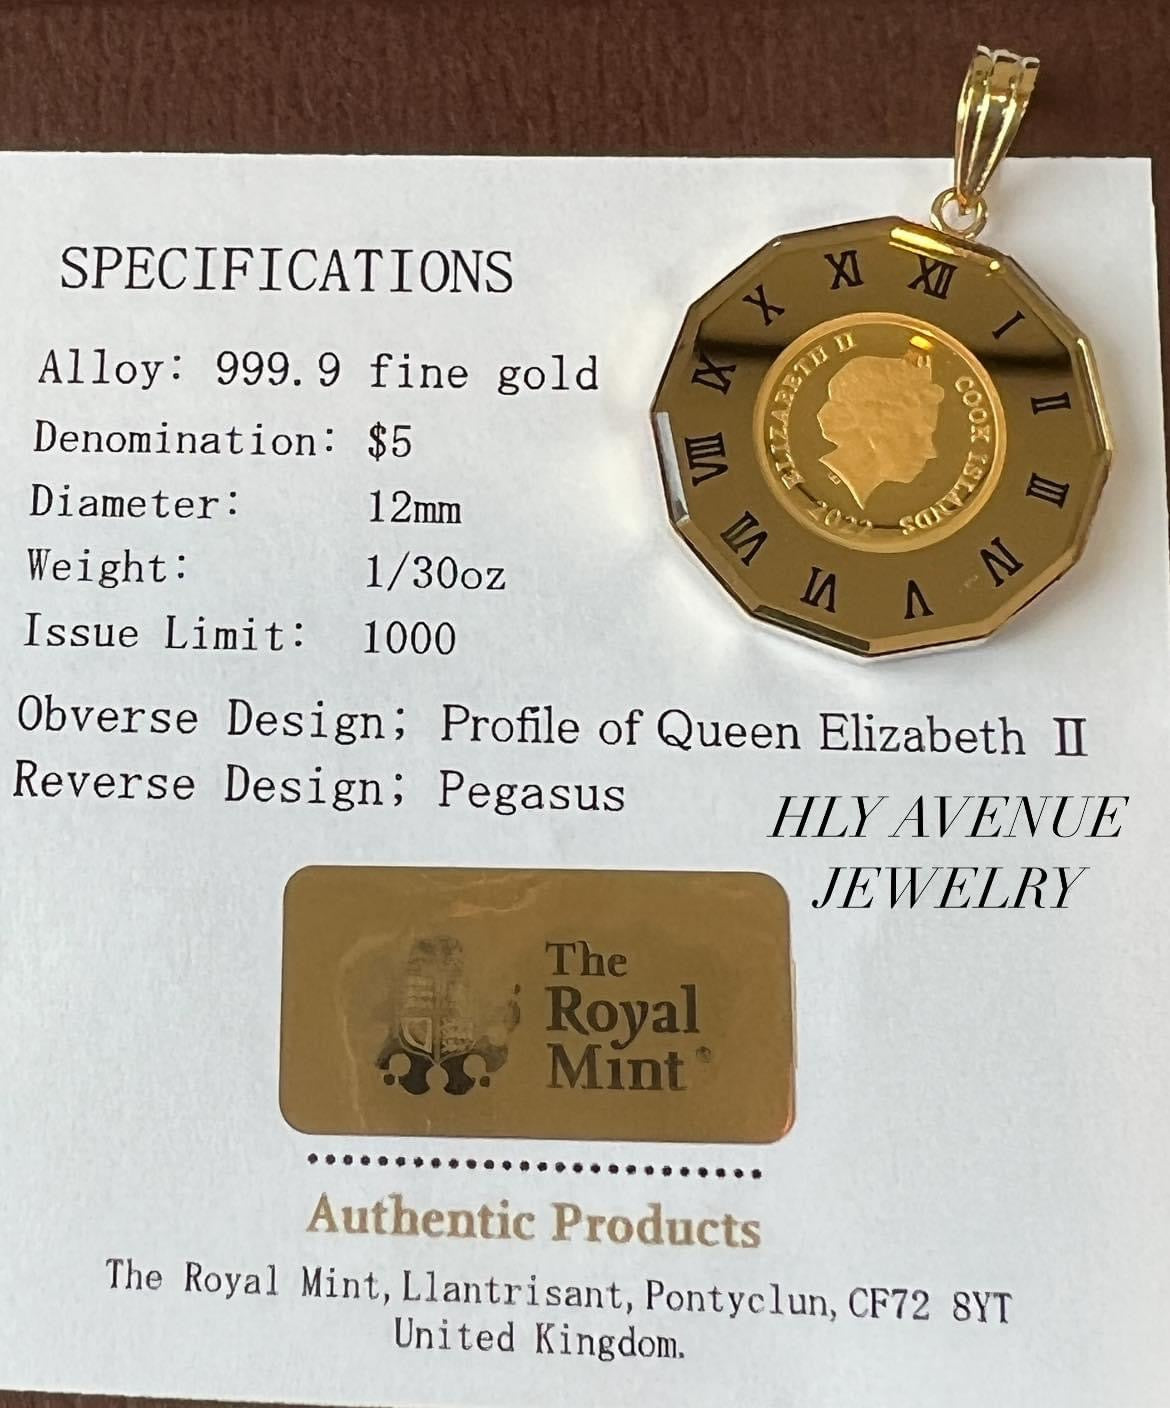 SPECIFICATIONS
Alloy: 999.9 fine gold
Denomination: $5
Diameter: 12mm
Weight: 1/30oz
Issue Limit: 1000
Obverse Design; Profile of Queen Elizabeth II
Reverse Design; Pegasus
XII
I
II
III
IV
V
VI
VII
VIII
IX
X
XI
ELIZABETH II
COOK ISLANDS
2022
HLY AVENUE
JEWELRY
The
Royal
Mint®
Authentic Products
The Royal Mint, Llantrisant, Pontyclun, CF72 8YT
United Kingdom.